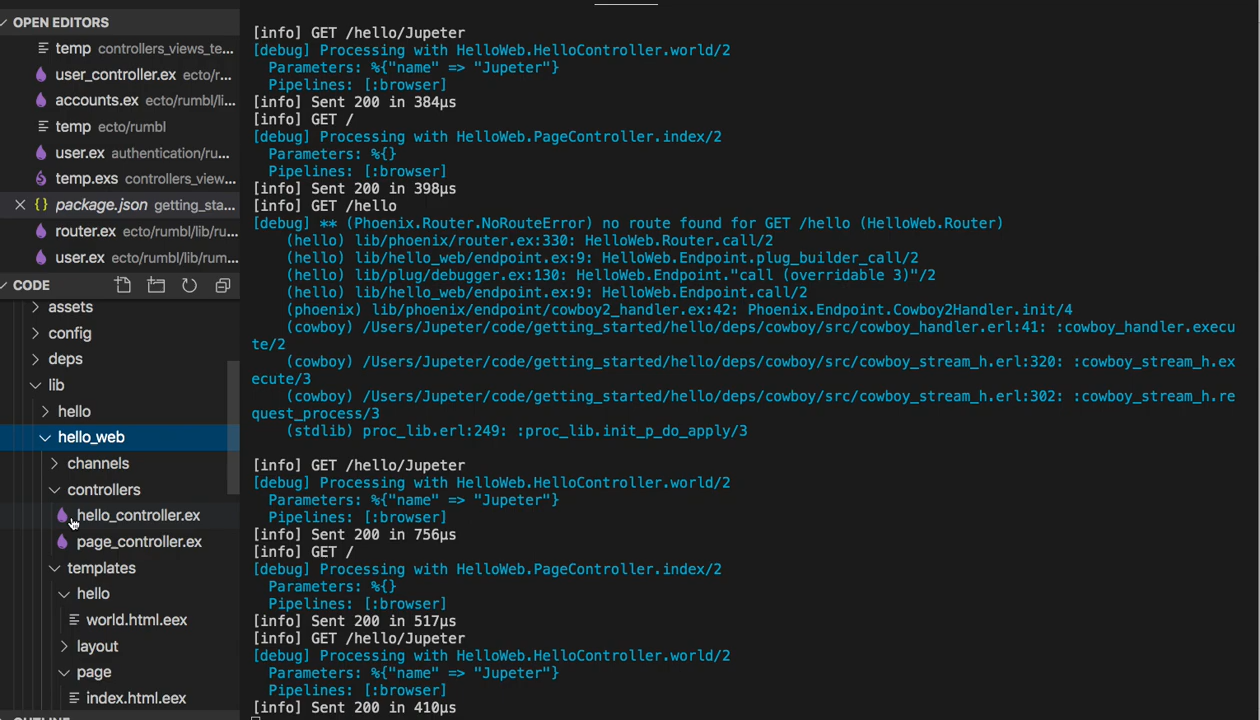 OPEN EDITORS
temp controllers_views_te...
user_controller.ex ecto/r...
accounts.ex ecto/rumbl/li...
temp ecto/rumbl
user.ex authentication/ru...
temp.exs controllers_view...
package.json getting_sta...
router.ex ecto/rumbl/lib/ru...
user.ex ecto/rumbl/lib/rum...
CODE
assets
config
deps
lib
hello
hello_web
channels
controllers
hello_controller.ex
page_controller.ex
templates
hello
world.html.eex
layout
page
index.html.eex
OUTLINE
[info] GET /hello/Jupeter
[debug] Processing with HelloWeb.HelloController.world/2
Parameters: %{"name" => "Jupeter"}
Pipelines: [:browser]
[info] Sent 200 in 384µs
[info] GET /
[debug] Processing with HelloWeb.PageController.index/2
Parameters: %{}
Pipelines: [:browser]
[info] Sent 200 in 398µs
[info] GET /hello
[debug] ** (Phoenix.Router.NoRouteError) no route found for GET /hello (HelloWeb.Router)
(hello) lib/phoenix/router.ex:330: HelloWeb.Router.call/2
(hello) lib/hello_web/endpoint.ex:9: HelloWeb.Endpoint.plug_builder_call/2
(hello) lib/plug/debugger.ex:130: HelloWeb.Endpoint."call (overridable 3)"/2
(hello) lib/hello_web/endpoint.ex:9: HelloWeb.Endpoint.call/2
(phoenix) lib/phoenix/endpoint/cowboy2_handler.ex:42: Phoenix.Endpoint.Cowboy2Handler.init/4
(cowboy) /Users/Jupeter/code/getting_started/hello/deps/cowboy/src/cowboy_handler.erl:41: :cowboy_handler.execu
te/2
(cowboy) /Users/Jupeter/code/getting_started/hello/deps/cowboy/src/cowboy_stream_h.erl:320: :cowboy_stream_h.ex
ecute/3
(cowboy) /Users/Jupeter/code/getting_started/hello/deps/cowboy/src/cowboy_stream_h.erl:302: :cowboy_stream_h.re
quest_process/3
(stdlib) proc_lib.erl:249: :proc_lib.init_p_do_apply/3
[info] GET /hello/Jupeter
[debug] Processing with HelloWeb.HelloController.world/2
Parameters: %{"name" => "Jupeter"}
Pipelines: [:browser]
[info] Sent 200 in 756µs
[info] GET /
[debug] Processing with HelloWeb.PageController.index/2
Parameters: %{}
Pipelines: [:browser]
[info] Sent 200 in 517µs
[info] GET /hello/Jupeter
[debug] Processing with HelloWeb.HelloController.world/2
Parameters: %{"name" => "Jupeter"}
Pipelines: [:browser]
[info] Sent 200 in 410µs